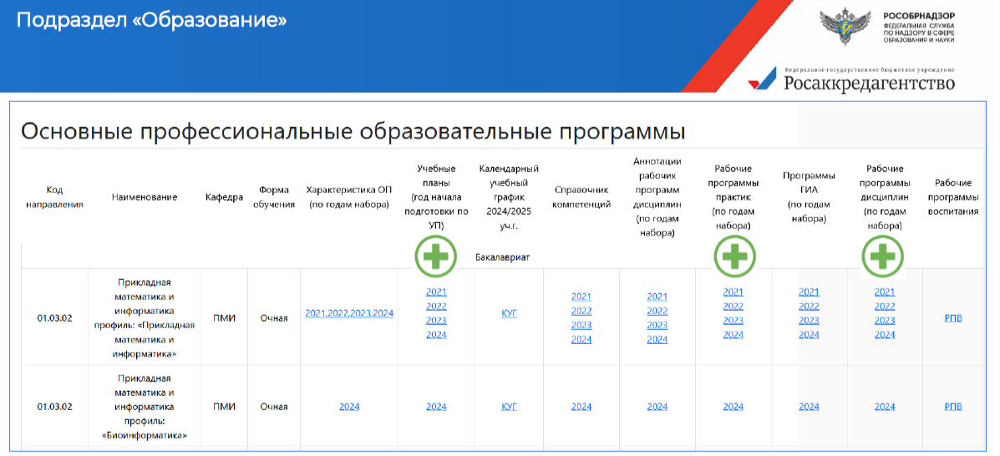 Подраздел «Образование»
РОСОБРНАДЗОР
ФЕДЕРАЛЬНАЯ СЛУЖБА
ПО НАДЗОРУ В СФЕРЕ
ОБРАЗОВАНИЯ И НАУКИ
Федеральное государственное бюджетное учреждение
Росаккредагентство
Основные профессиональные образовательные программы
Код
направления
Наименование
Кафедра
Форма
обучения
Характеристика ОП
(по годам набора)
Учебные
планы
(год начала
подготовки по
УП)
Календарный
учебный
график
2024/2025
уч.г.
Справочник
компетенций
Аннотации
рабочих
программ
дисциплин
(по годам
набора)
Рабочие
программы
практик
(по годам
набора)
Программы
ГИА
(по годам
набора)
Рабочие
программы
дисциплин
(по годам
набора)
Рабочие
программы
воспитания
Бакалавриат
01.03.02
Прикладная
математика и
информатика
профиль: «Прикладная
математика и
информатика»
ПМИ
Очная
2021,2022,2023,2024
2021
2022
2023
2024
КУГ
2021
2022
2023
2024
2021
2022
2023
2024
2021
2022
2023
2024
2021
2022
2023
2024
2021
2022
2023
2024
РПВ
01.03.02
Прикладная
математика и
информатика
профиль:
«Биоинформатика»
ПМИ
Очная
2024
2024
КУГ
2024
2024
2024
2024
2024
РПВ